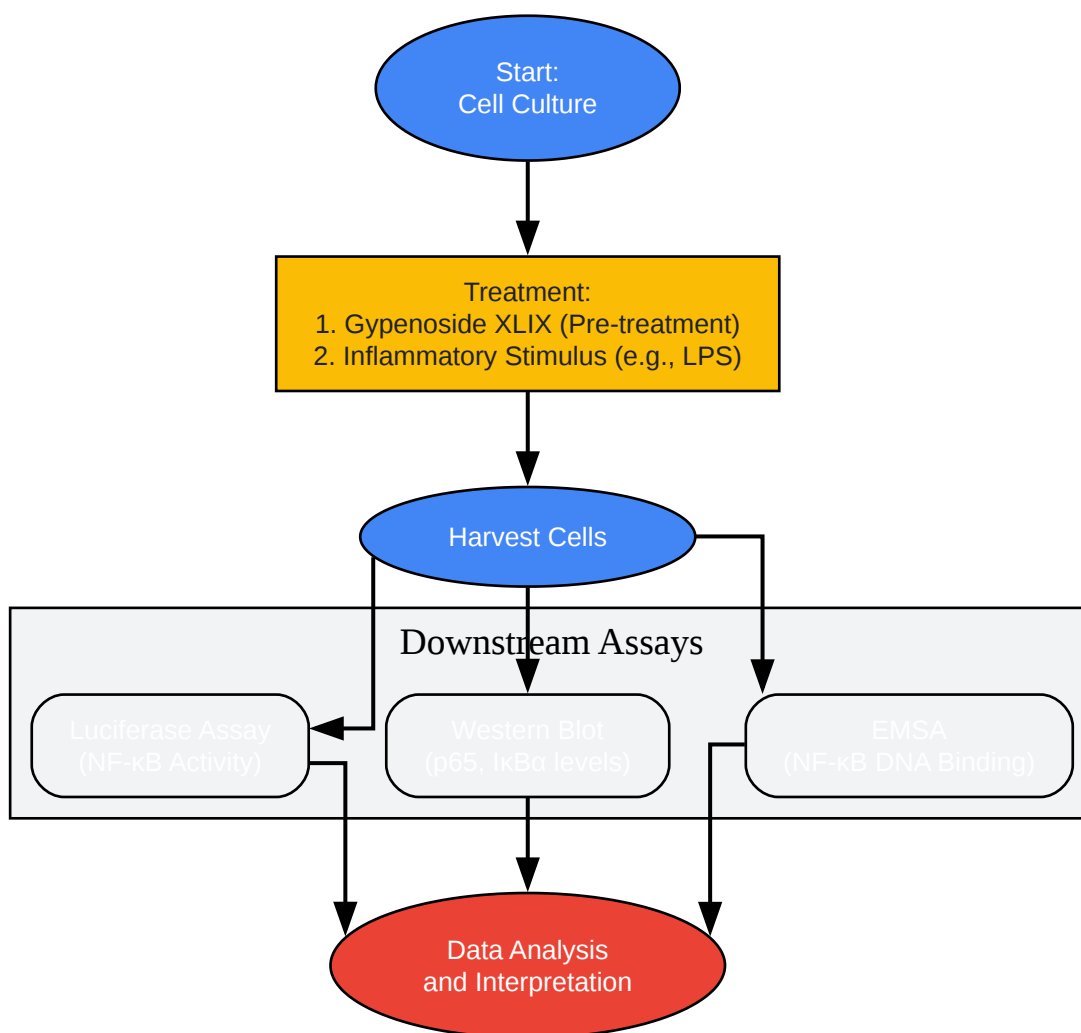 Start:
Cell Culture
Treatment:
1. Gypenoside XLIX (Pre-treatment)
2. Inflammatory Stimulus (e.g., LPS)
Harvest Cells
Downstream Assays
Luciferase Assay
(NF-κB Activity)
Western Blot
(p65, IκBα levels)
EMSA
(NF-κB DNA Binding)
Data Analysis
and Interpretation